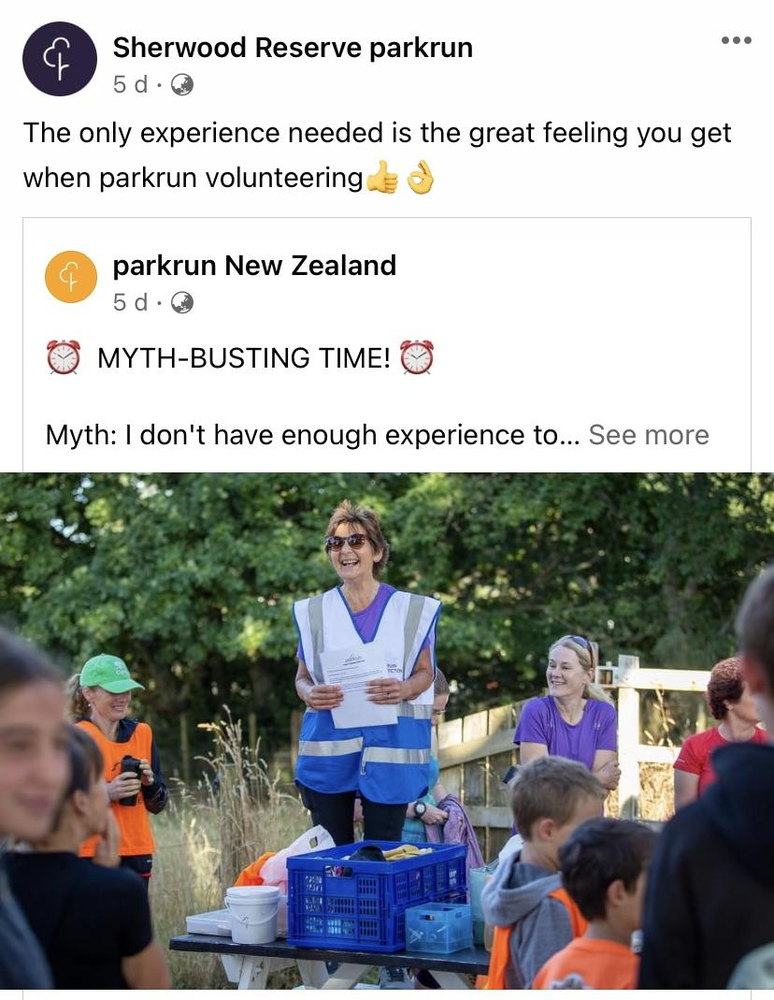 Sherwood Reserve parkrun
5 d ·
The only experience needed is the great feeling you get
when parkrun volunteering👍👌
parkrun New Zealand
5 d ·
⏰ MYTH-BUSTING TIME! ⏰
Myth: I don't have enough experience to... See more
parkrun